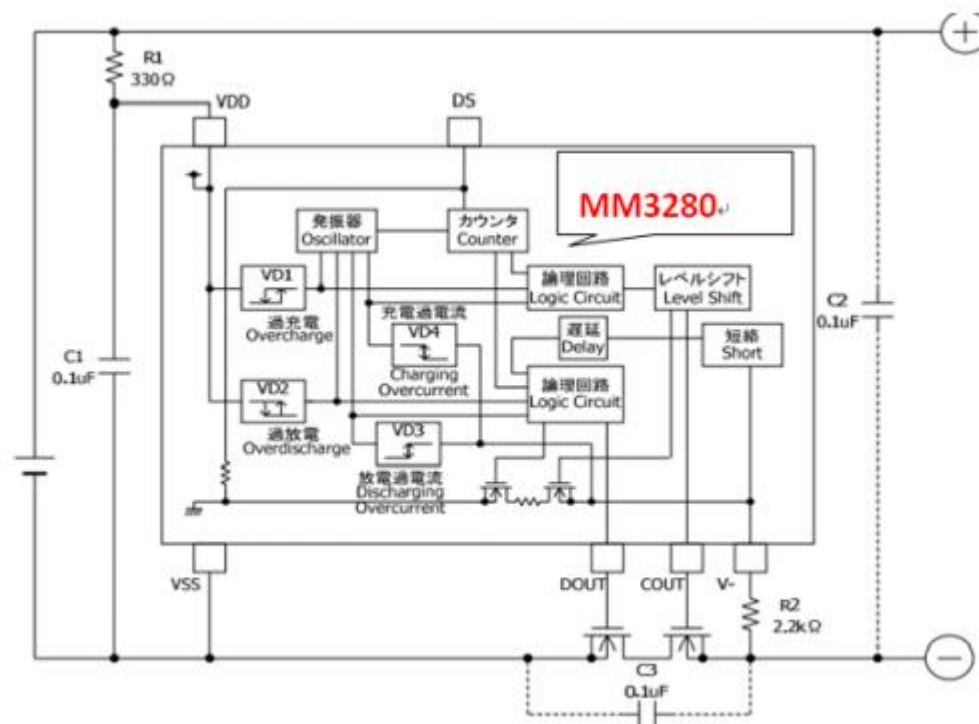 R1
330Ω
VDD
DS
+
MM3280
発振器
Oscillator
カウンタ
Counter
VD1
過充電
Overcharge
論理回路
Logic Circuit
レベルシフト
Level Shift
充電過電流
VD4
Charging
Overcurrent
遅延
Delay
短絡
Short
C1
0.1uF
C2
0.1uF
VD2
過放電
Overdischarge
論理回路
Logic Circuit
VD3
放電過電流
Discharging
Overcurrent
VSS
DOUT
COUT
V-
R2
2.2kΩ
C3
0.1uF
−